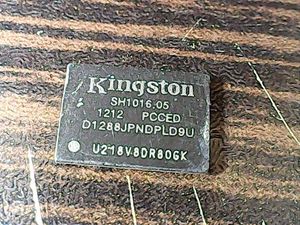 Kingston
SH1016.05
1212 PCCED
D1288JPNDPLD9U
U218V8DR80GK